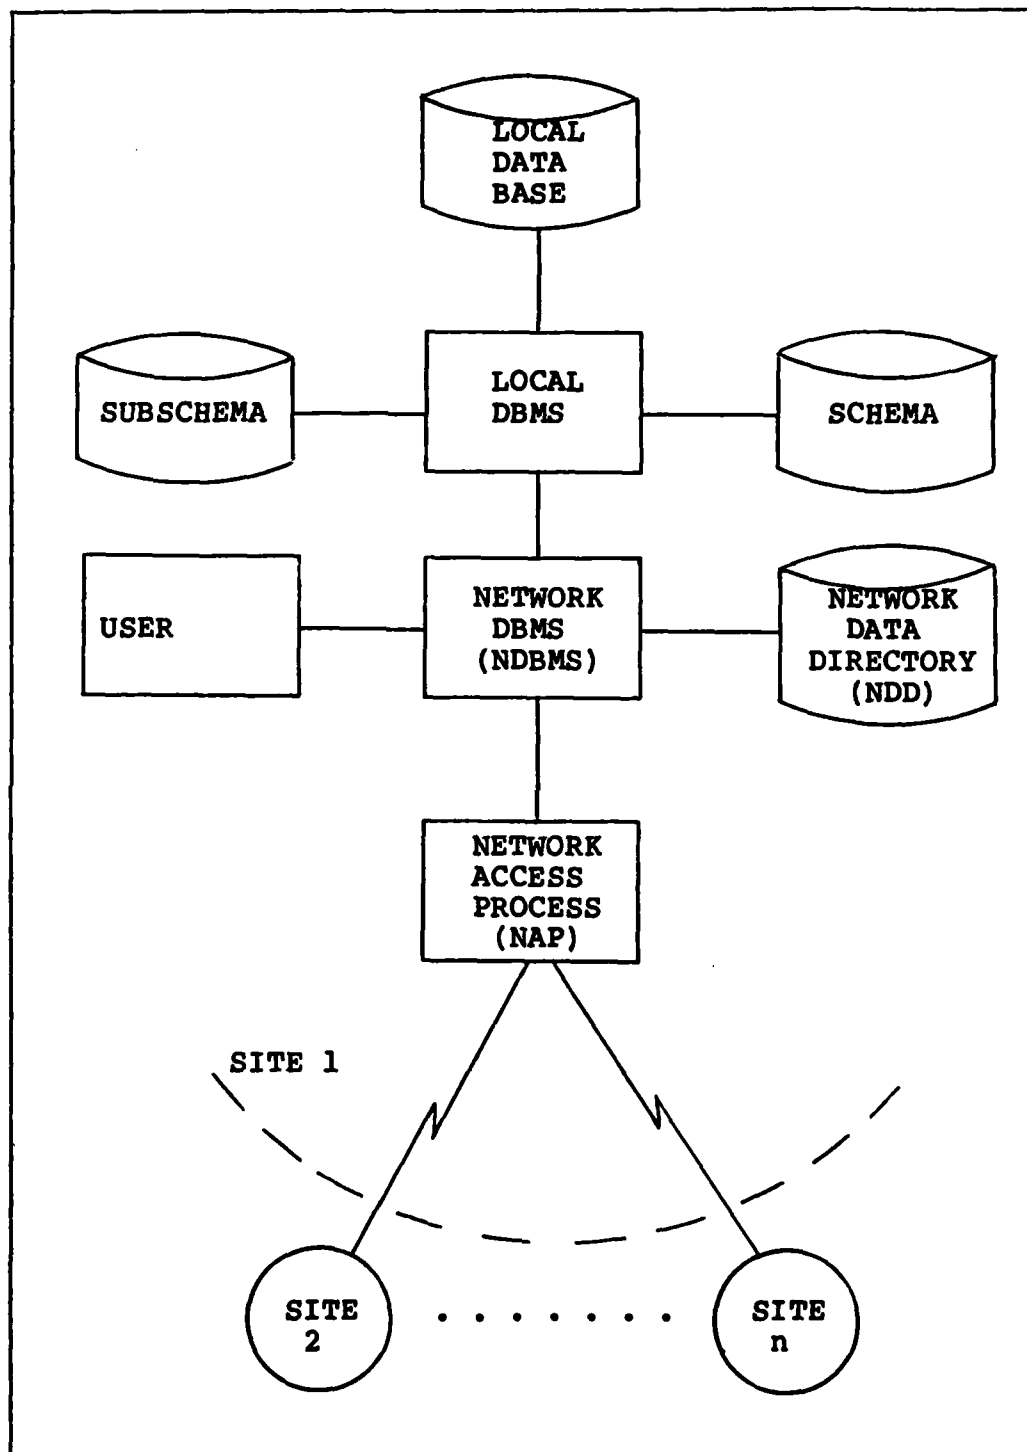 LOCAL
DATA
BASE
SUBSCHEMA
LOCAL
DBMS
SCHEMA
USER
NETWORK
DBMS
(NDBMS)
NETWORK
DATA
DIRECTORY
(NDD)
NETWORK
ACCESS
PROCESS
(NAP)
SITE 1
SITE
2
SITE
n